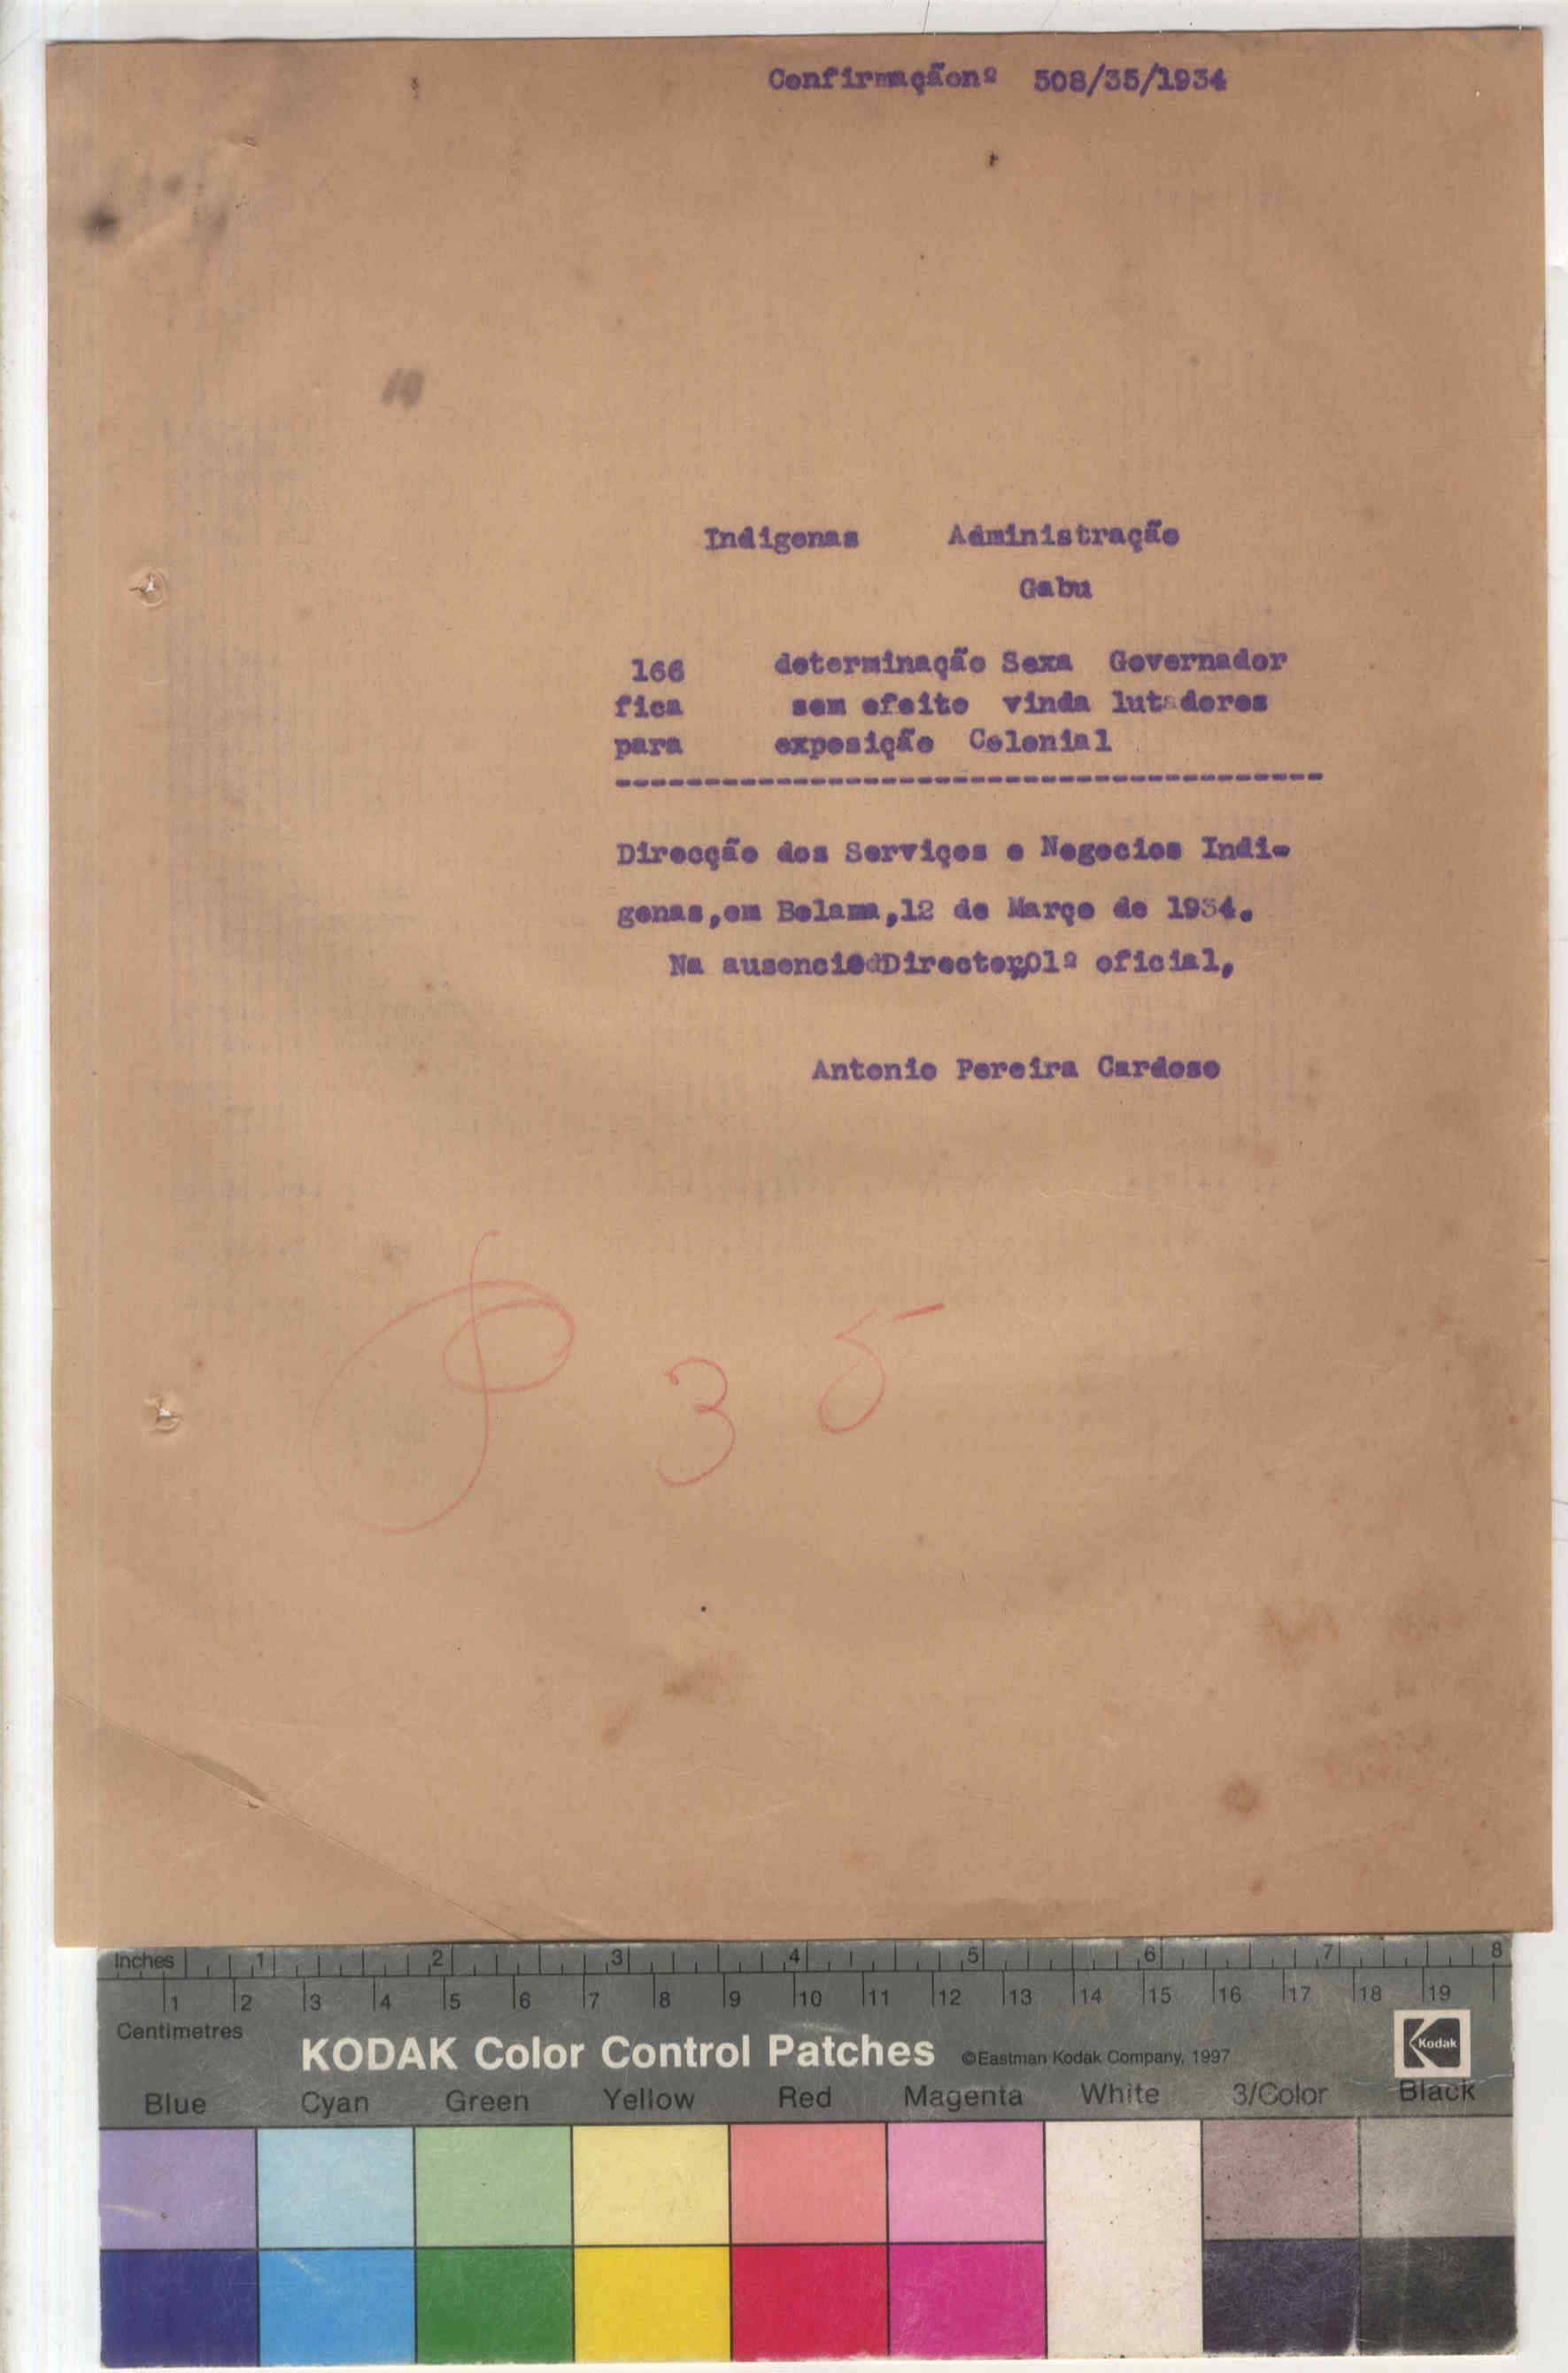 Confirmaçãonº 508/35/1934
10
Indigenas Administração
Gabu
166 determinação Sexa Governador
fica sem efeito vinda lutadores
para exposição Colonial
----------------------------------------
Direcção dos Serviços e Negocios Indi-
genas,em Bolama,12 de Março de 1934.
Na ausencia Director,O1º oficial,
Antonio Pereira Cardoso
P 35
Inches 1 2 3 4 5 6 7 8
1 2 3 4 5 6 7 8 9 10 11 12 13 14 15 16 17 18 19
Centimetres
KODAK Color Control Patches ©Eastman Kodak Company, 1997 Kodak
Blue Cyan Green Yellow Red Magenta White 3/Color Black